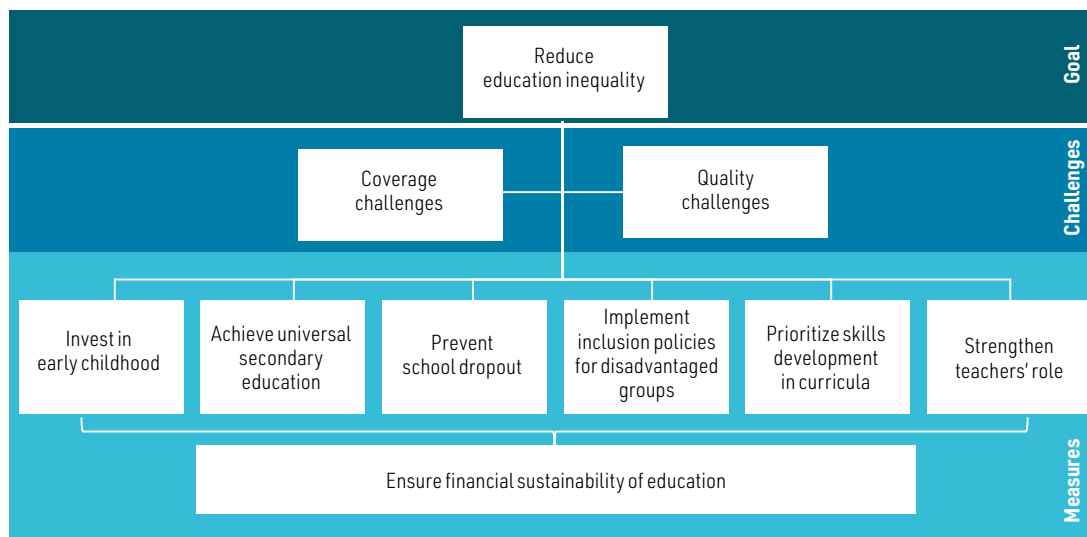 Reduce
education inequality
Goal
Coverage
challenges
Quality
challenges
Challenges
Invest in
early childhood
Achieve universal
secondary
education
Prevent
school dropout
Implement
inclusion policies
for disadvantaged
groups
Prioritize skills
development
in curricula
Strengthen
teachers' role
Ensure financial sustainability of education
Measures